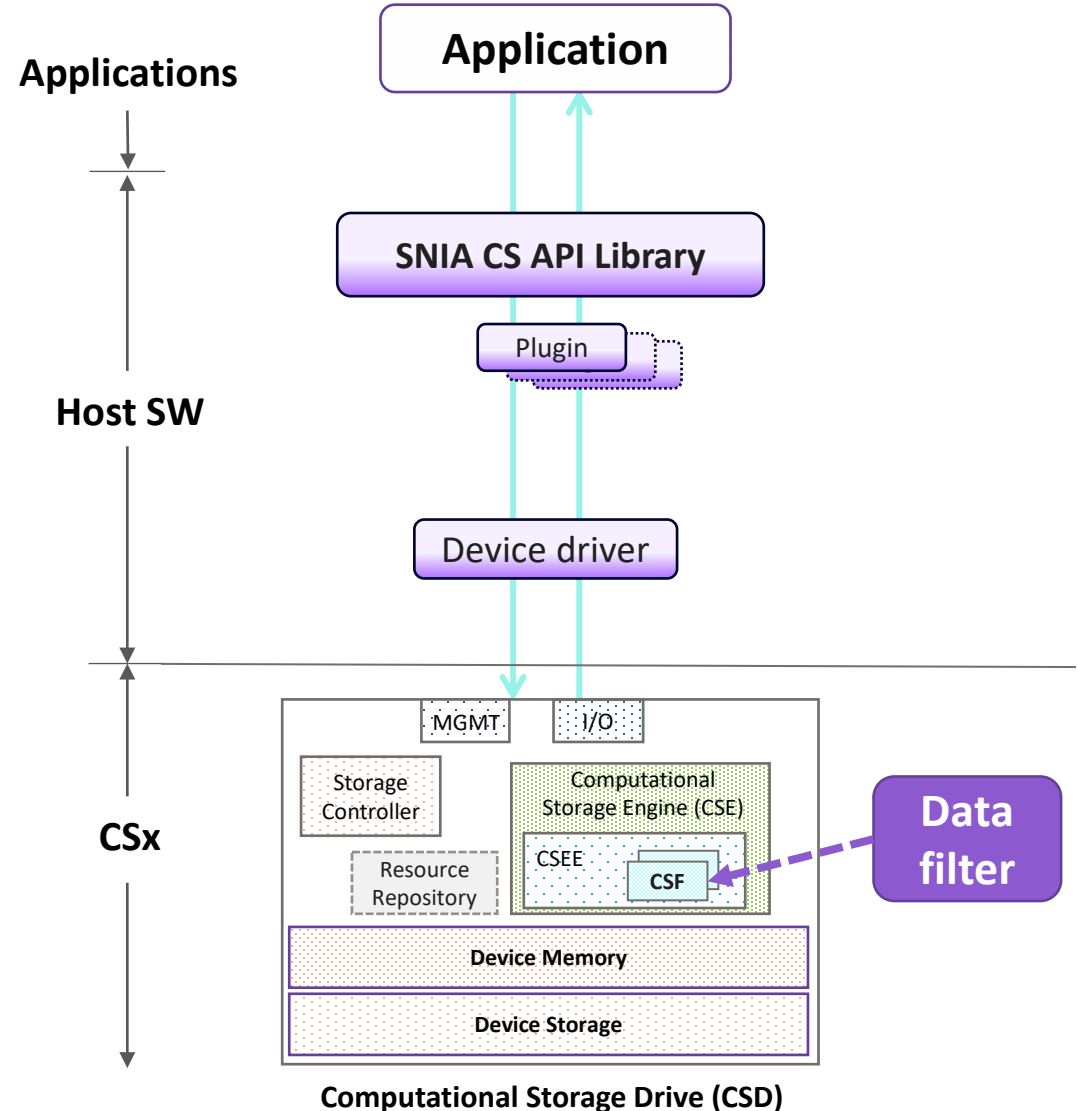 Application
Applications
SNIA CS API Library
Plugin
Host SW
Device driver
MGMT
I/O
Storage
Controller
Computational
Storage Engine (CSE)
CSx
CSEE
CSF
Data
filter
Resource
Repository
Device Memory
Device Storage
Computational Storage Drive (CSD)